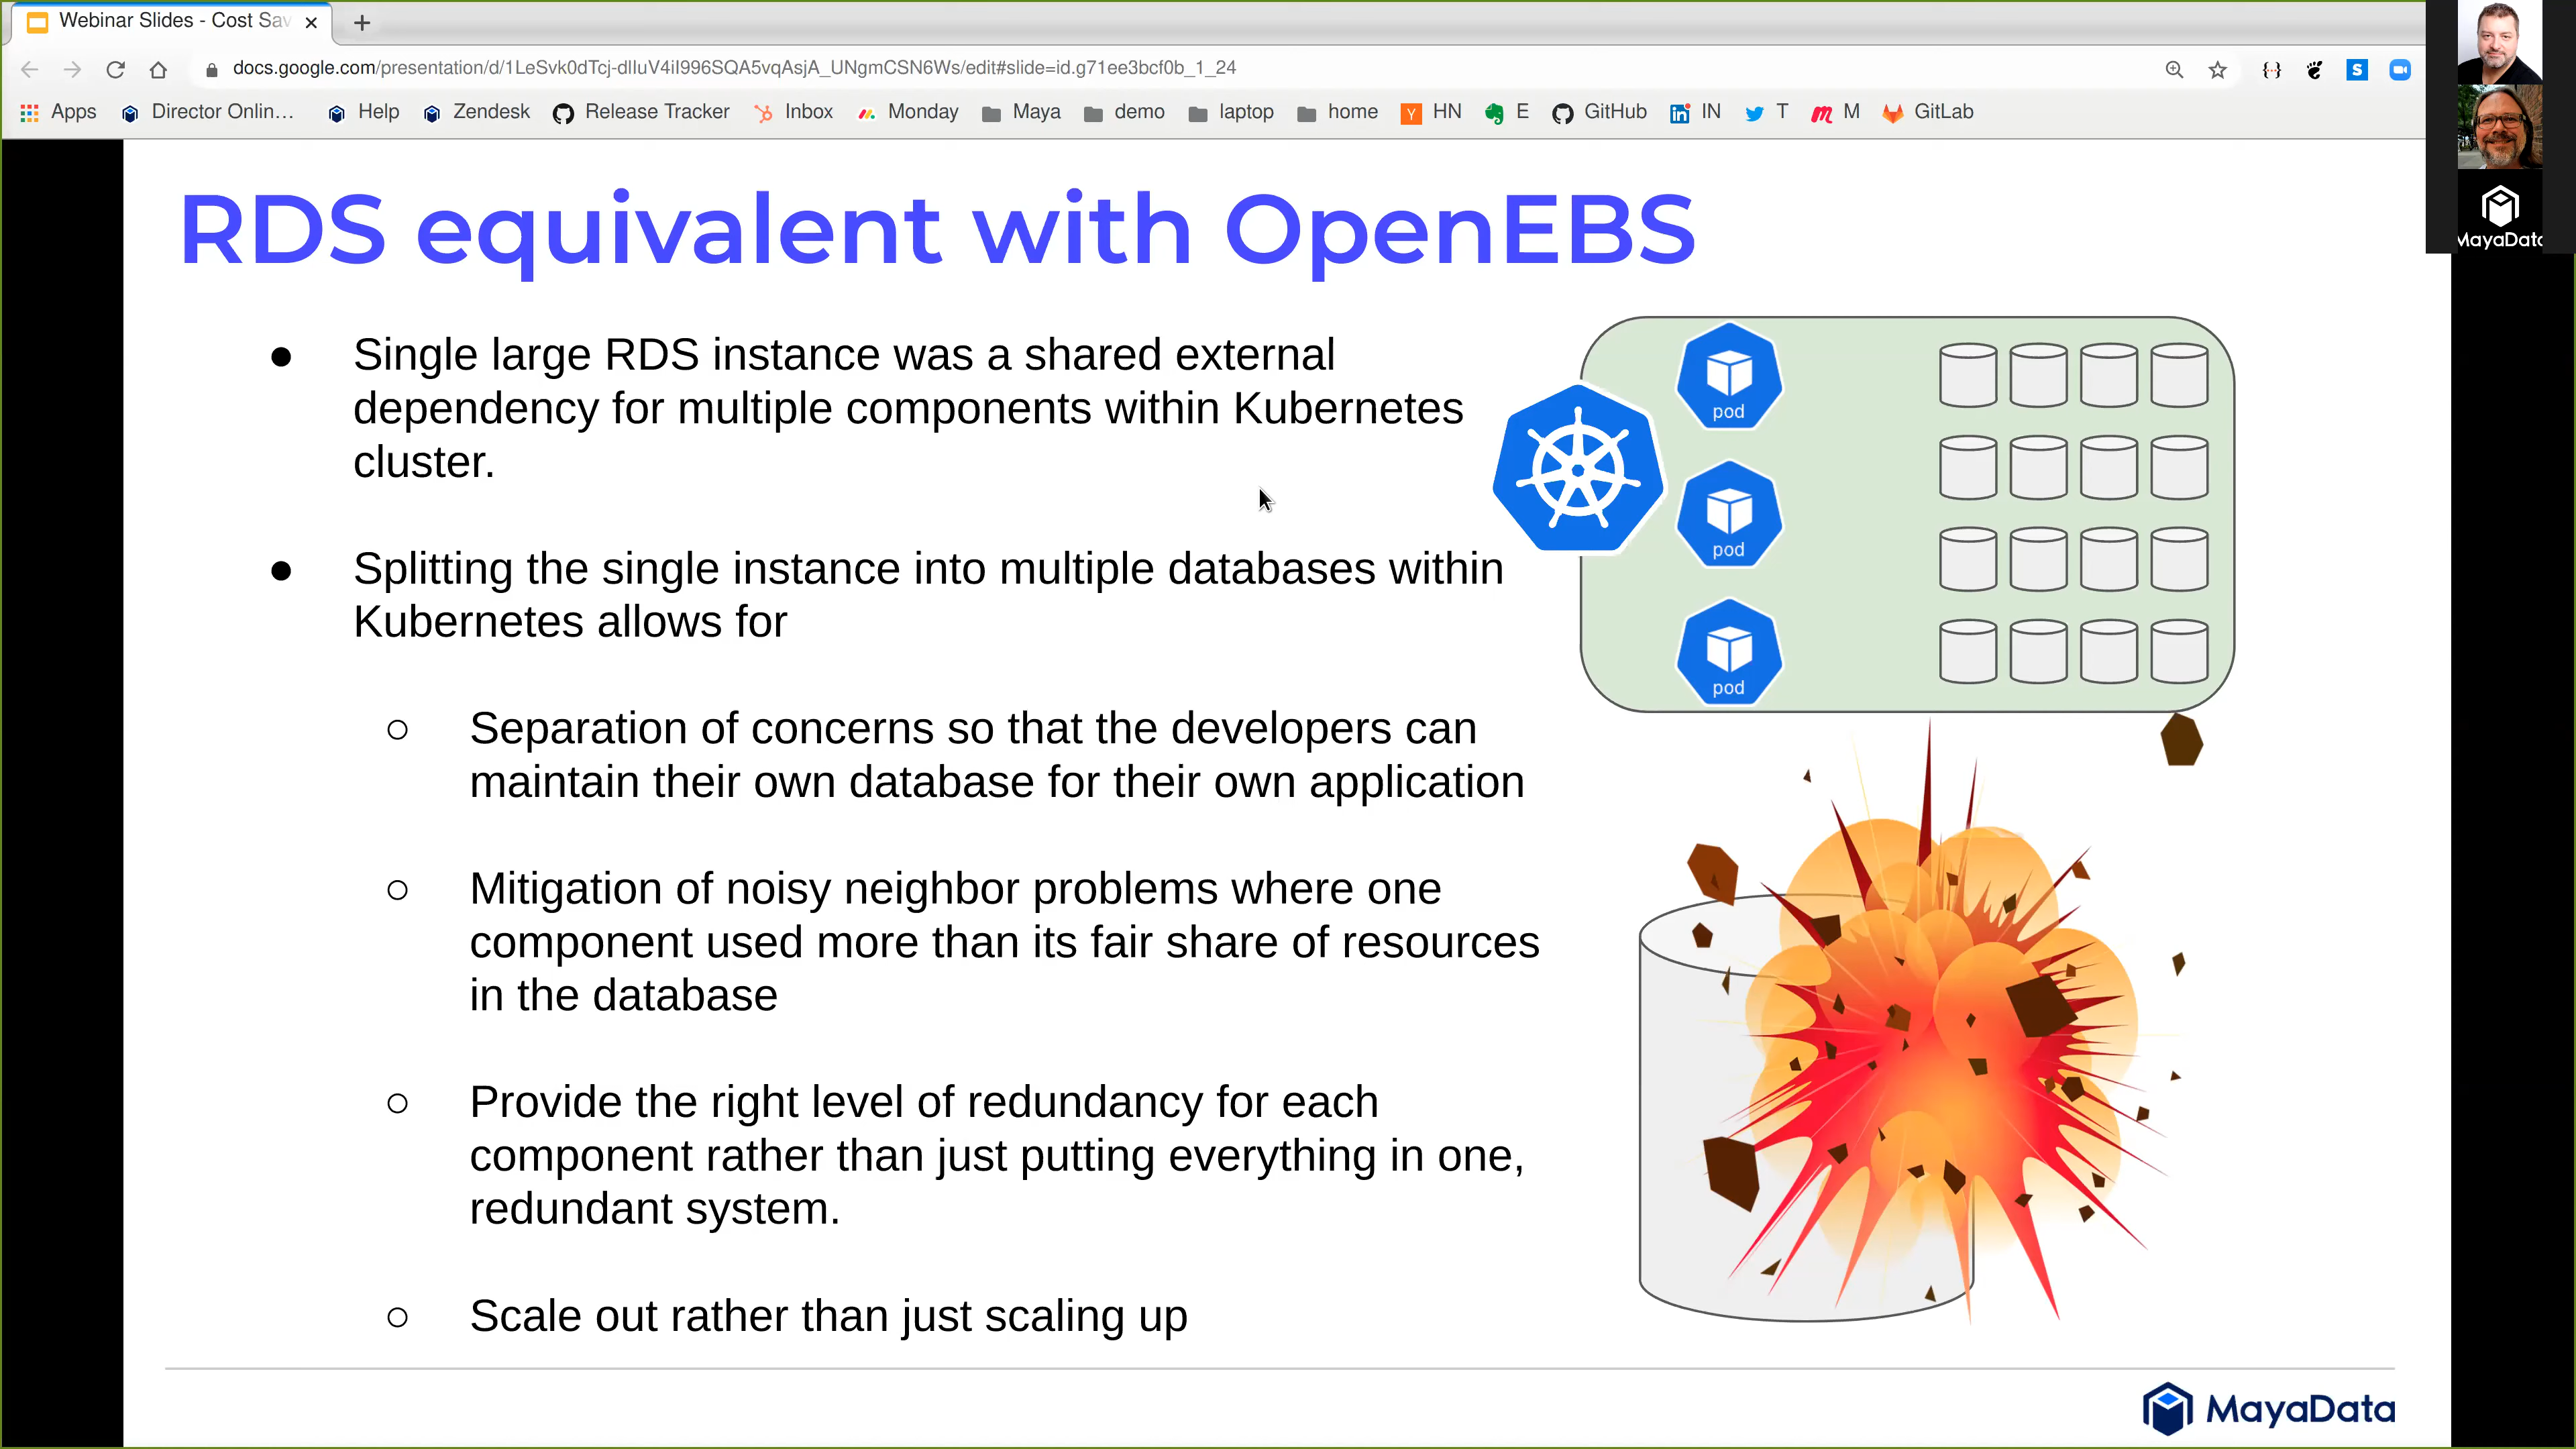 Webinar Slides - Cost Sav
docs.google.com/presentation/d/1LeSvk0dTcj-dlIuV4iI996SQA5vqAsjA_UNgmCSN6Ws/edit#slide=id.g71ee3bcf0b_1_24
Apps Director Onlin… Help Zendesk Release Tracker Inbox Monday Maya demo laptop home HN E GitHub IN T M GitLab
MayaData
RDS equivalent with OpenEBS
● Single large RDS instance was a shared external
dependency for multiple components within Kubernetes
cluster.
● Splitting the single instance into multiple databases within
Kubernetes allows for
○ Separation of concerns so that the developers can
maintain their own database for their own application
○ Mitigation of noisy neighbor problems where one
component used more than its fair share of resources
in the database
○ Provide the right level of redundancy for each
component rather than just putting everything in one,
redundant system.
○ Scale out rather than just scaling up
pod
pod
pod
MayaData